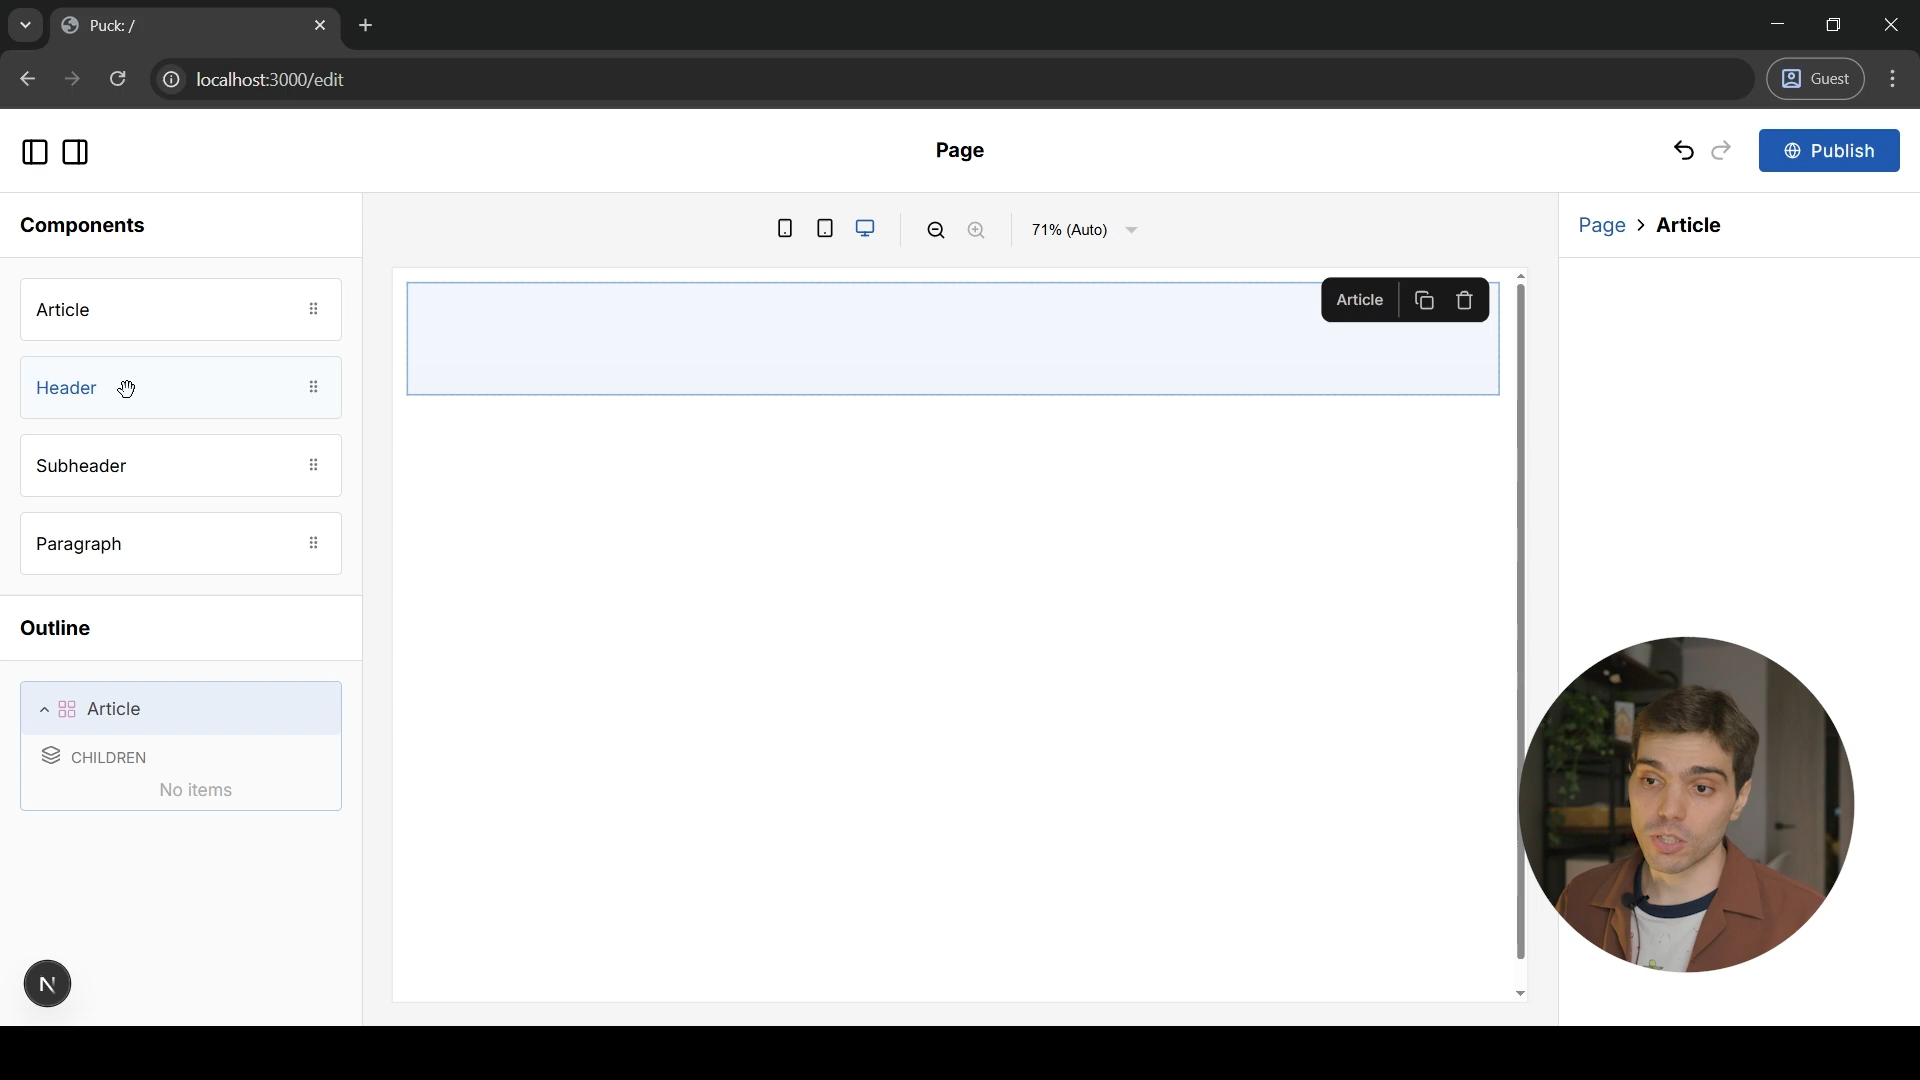 Puck: /
localhost:3000/edit
Guest
Page
Publish
Components
71% (Auto)
Page > Article
Article
Article
Header
Subheader
Paragraph
Outline
Article
CHILDREN
No items
N